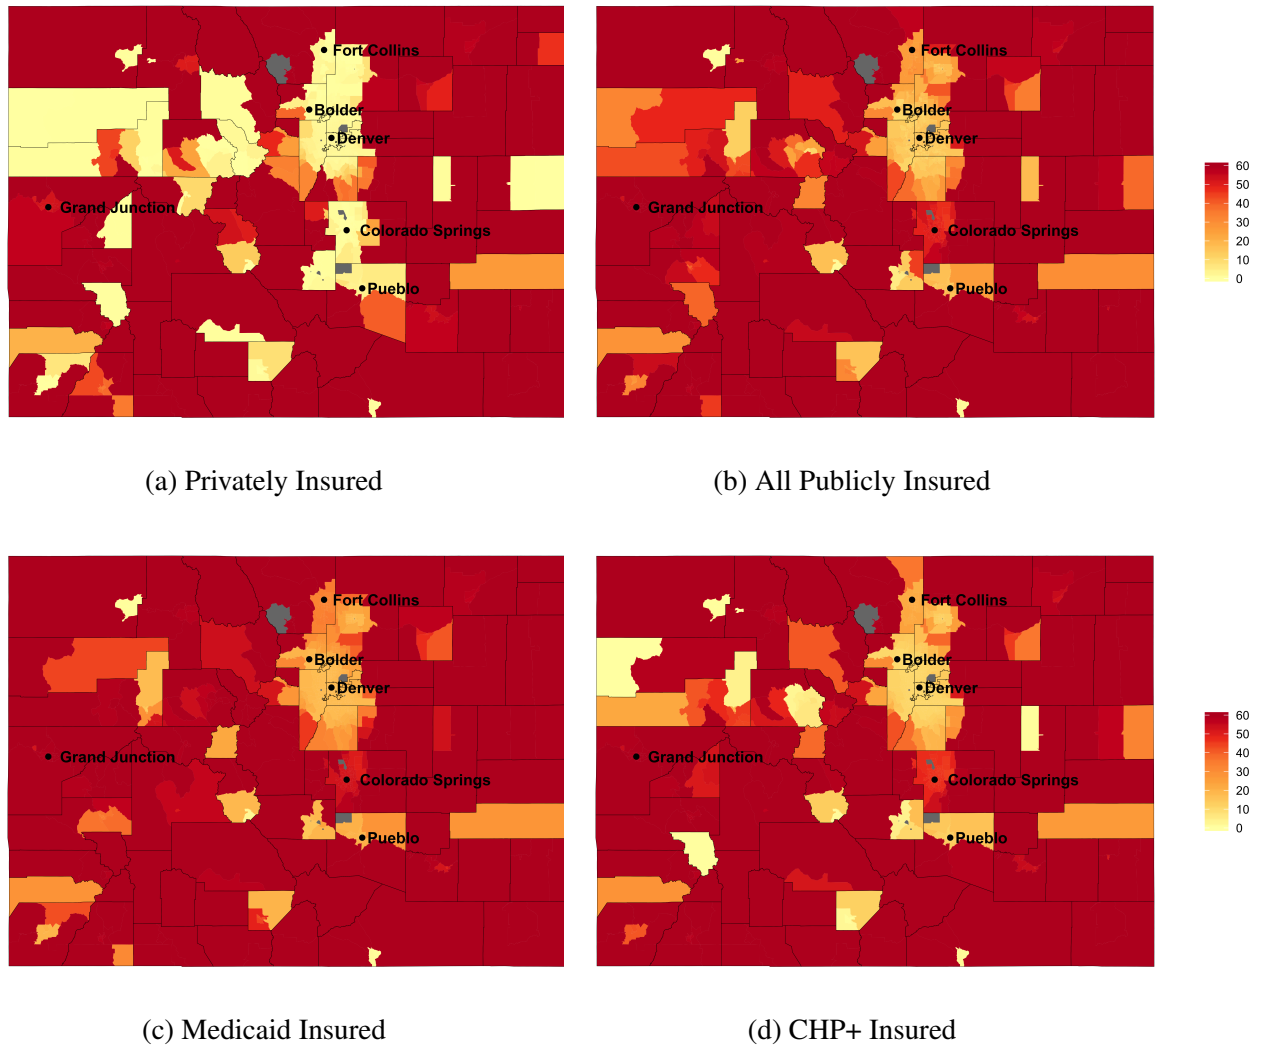 Fort Collins
Bolder
Denver
Grand Junction
Colorado Springs
Pueblo
Fort Collins
Bolder
Denver
Grand Junction
Colorado Springs
Pueblo
60
50
40
30
20
10
0
(a) Privately Insured
(b) All Publicly Insured
Fort Collins
Bolder
Denver
Grand Junction
Colorado Springs
Pueblo
Fort Collins
Bolder
Denver
Grand Junction
Colorado Springs
Pueblo
60
50
40
30
20
10
0
(c) Medicaid Insured
(d) CHP+ Insured